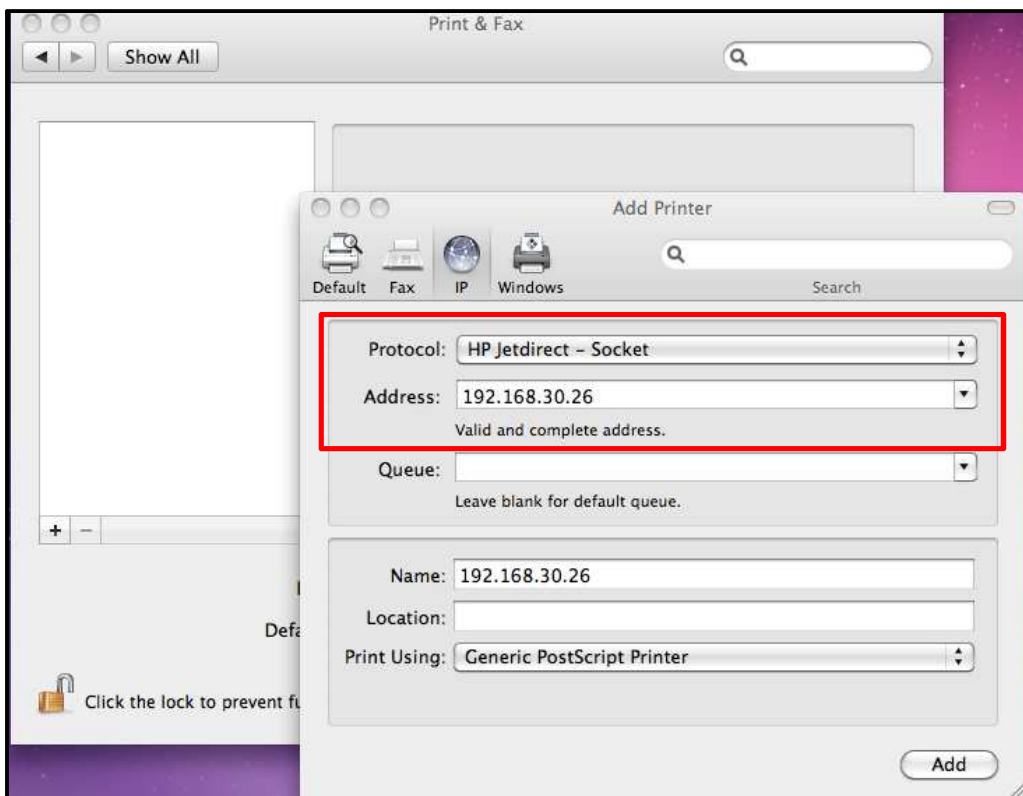 Print & Fax
Show All
Add Printer
Default Fax IP Windows
Search
Protocol: HP Jetdirect – Socket
Address: 192.168.30.26
Valid and complete address.
Queue:
Leave blank for default queue.
Name: 192.168.30.26
Location:
Print Using: Generic PostScript Printer
Click the lock to prevent
Add